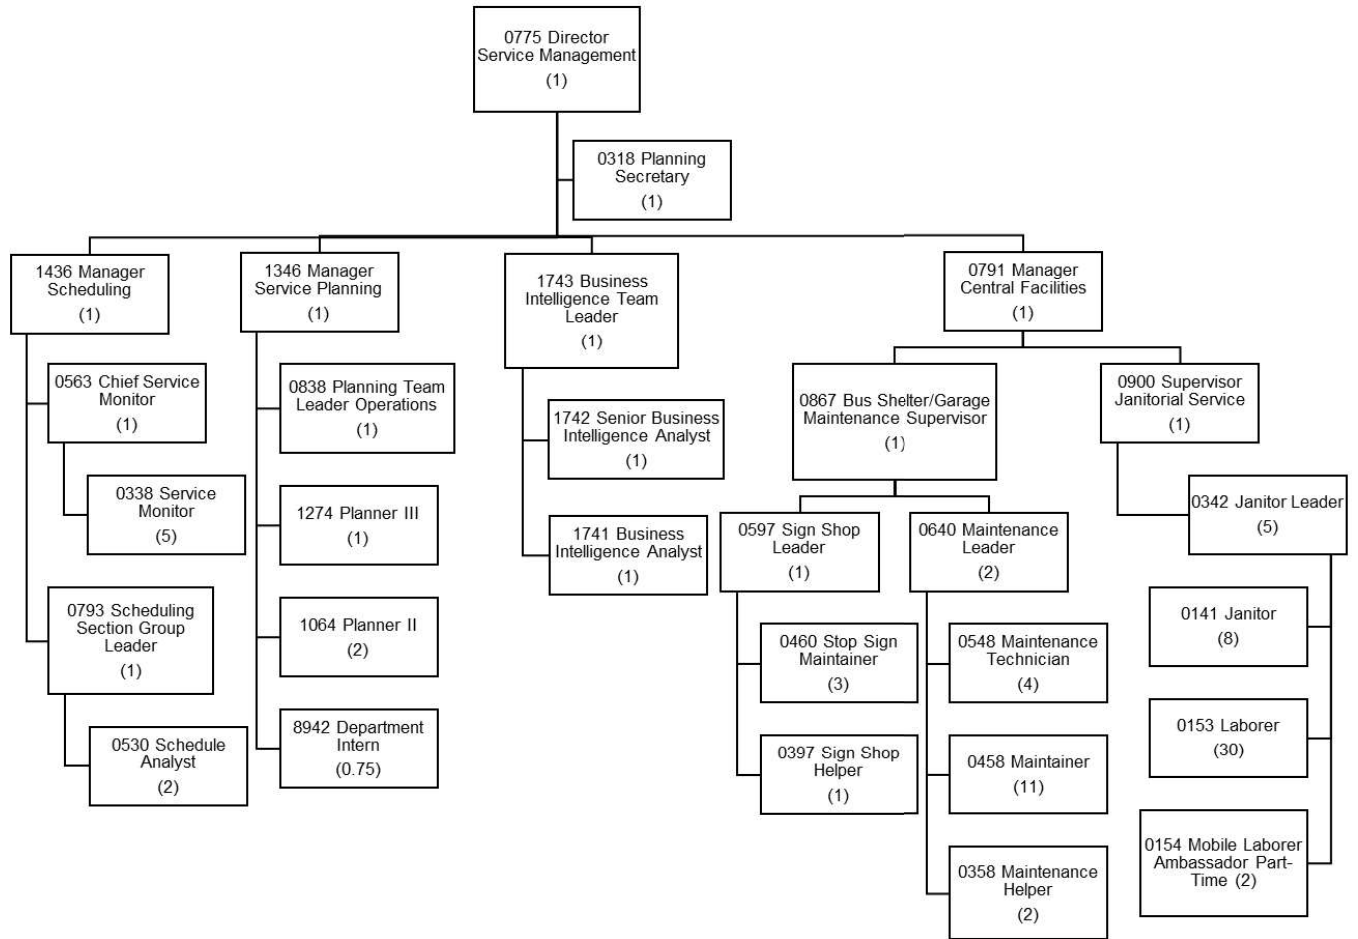 0775 Director
Service Management
(1)
0318 Planning
Secretary
(1)
1436 Manager
Scheduling
(1)
0563 Chief Service
Monitor
(1)
0338 Service
Monitor
(5)
0793 Scheduling
Section Group
Leader
(1)
0530 Schedule
Analyst
(2)
1346 Manager
Service Planning
(1)
0838 Planning Team
Leader Operations
(1)
1274 Planner III
(1)
1064 Planner II
(2)
8942 Department
Intern
(0.75)
1743 Business
Intelligence Team
Leader
(1)
1742 Senior Business
Intelligence Analyst
(1)
1741 Business
Intelligence Analyst
(1)
0791 Manager
Central Facilities
(1)
0867 Bus Shelter/Garage
Maintenance Supervisor
(1)
0597 Sign Shop
Leader
(1)
0460 Stop Sign
Maintainer
(3)
0397 Sign Shop
Helper
(1)
0640 Maintenance
Leader
(2)
0548 Maintenance
Technician
(4)
0458 Maintainer
(11)
0358 Maintenance
Helper
(2)
0900 Supervisor
Janitorial Service
(1)
0342 Janitor Leader
(5)
0141 Janitor
(8)
0153 Laborer
(30)
0154 Mobile Laborer
Ambassador Part-
Time (2)